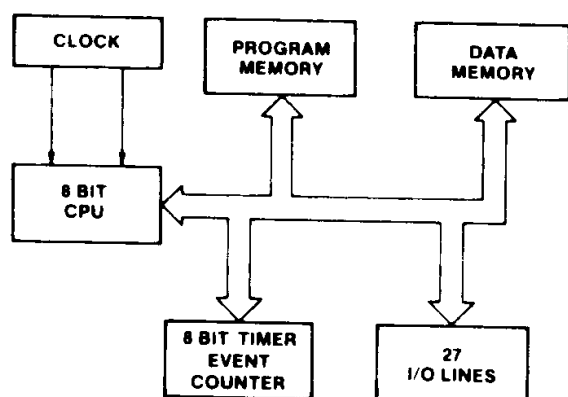 CLOCK
PROGRAM
MEMORY
DATA
MEMORY
8 BIT
CPU
8 BIT TIMER
EVENT
COUNTER
27
I/O LINES